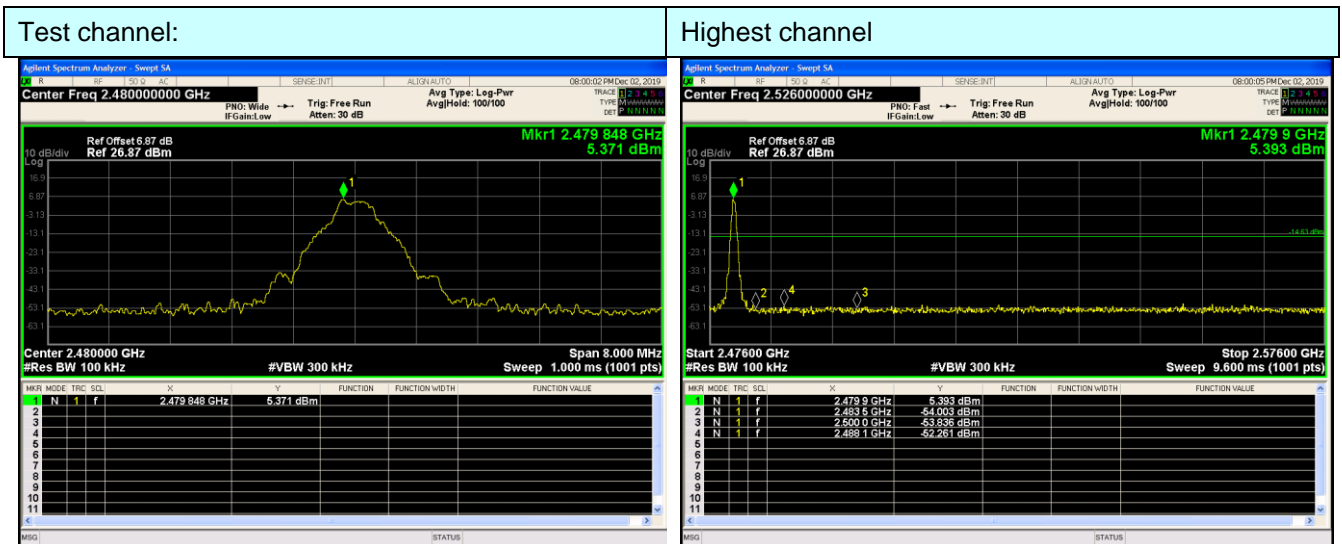 Test channel:
Highest channel
Agilent Spectrum Analyzer - Swept SA
R RF 50 Ω AC SENSE:INT ALIGN AUTO 08:00:02 PM Dec 02, 2019
Center Freq 2.480000000 GHz
PNO: Wide
IFGain:Low
Trig: Free Run
Atten: 30 dB
Avg Type: Log-Pwr
Avg|Hold: 100/100
TRACE 1 2 3 4 5 6
TYPE M
DET P N N N N N
Mkr1 2.479 848 GHz
5.371 dBm
Ref Offset 6.87 dB
10 dB/div Ref 26.87 dBm
Log
1
16.9
6.87
-3.13
-13.1
-23.1
-33.1
-43.1
-53.1
-63.1
Center 2.480000 GHz Span 8.000 MHz
#Res BW 100 kHz #VBW 300 kHz Sweep 1.000 ms (1001 pts)
MKR MODE TRC SCL X Y FUNCTION FUNCTION WIDTH FUNCTION VALUE
1 N 1 f 2.479 848 GHz 5.371 dBm
2
3
4
5
6
7
8
9
10
11
MSG STATUS
Agilent Spectrum Analyzer - Swept SA
R RF 50 Ω AC SENSE:INT ALIGN AUTO 08:00:05 PM Dec 02, 2019
Center Freq 2.526000000 GHz
PNO: Fast
IFGain:Low
Trig: Free Run
Atten: 30 dB
Avg Type: Log-Pwr
Avg|Hold: 100/100
TRACE 1 2 3 4 5 6
TYPE M
DET P N N N N N
Mkr1 2.479 9 GHz
5.393 dBm
Ref Offset 6.87 dB
10 dB/div Ref 26.87 dBm
Log
1
16.9
6.87
-3.13
-13.1
-14.63 dBm
-23.1
-33.1
-43.1
2 4 3
-53.1
-63.1
Start 2.47600 GHz Stop 2.57600 GHz
#Res BW 100 kHz #VBW 300 kHz Sweep 9.600 ms (1001 pts)
MKR MODE TRC SCL X Y FUNCTION FUNCTION WIDTH FUNCTION VALUE
1 N 1 f 2.479 9 GHz 5.393 dBm
2 N 1 f 2.483 5 GHz -54.003 dBm
3 N 1 f 2.500 0 GHz -53.836 dBm
4 N 1 f 2.488 1 GHz -52.261 dBm
5
6
7
8
9
10
11
MSG STATUS